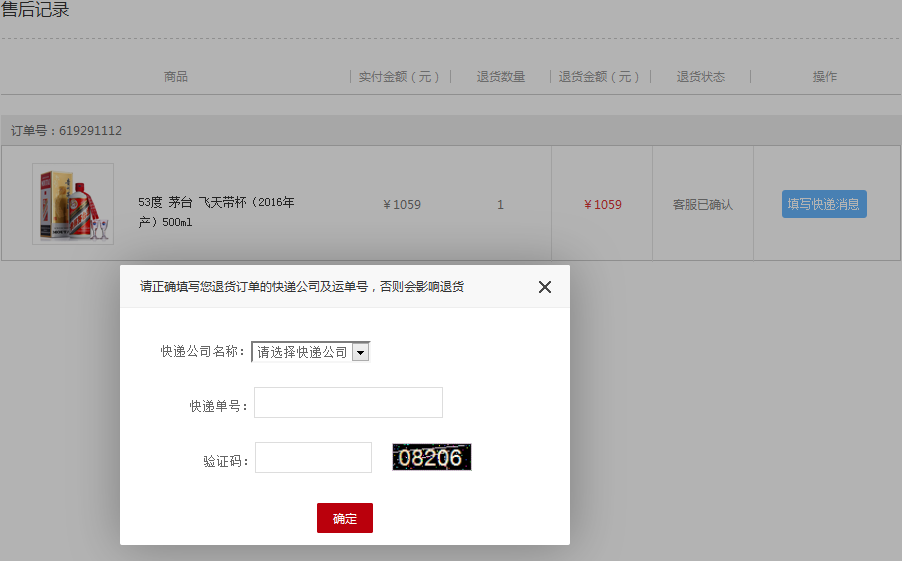 售后记录
商品 实付金额（元） 退货数量 退货金额（元） 退货状态 操作
订单号：619291112
53度 茅台 飞天带杯（2016年
产）500ml
￥1059 1 ￥1059 客服已确认 填写快递消息
请正确填写您退货订单的快递公司及运单号，否则会影响退货
快递公司名称： 请选择快递公司
快递单号：
验证码： 08206
确定